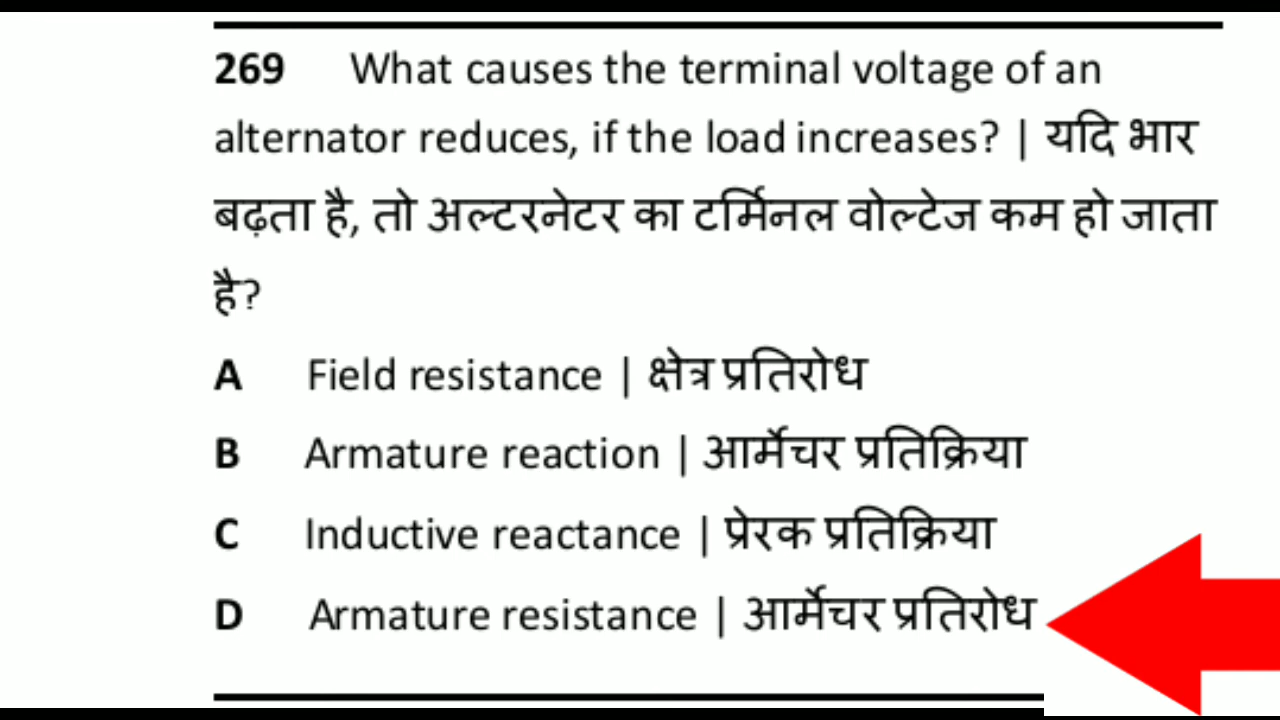 269 What causes the terminal voltage of an
alternator reduces, if the load increases? | यदि भार
बढ़ता है, तो अल्टरनेटर का टर्मिनल वोल्टेज कम हो जाता
है?
A Field resistance | क्षेत्र प्रतिरोध
B Armature reaction | आर्मेचर प्रतिक्रिया
C Inductive reactance | प्रेरक प्रतिक्रिया
D Armature resistance | आर्मेचर प्रतिरोध